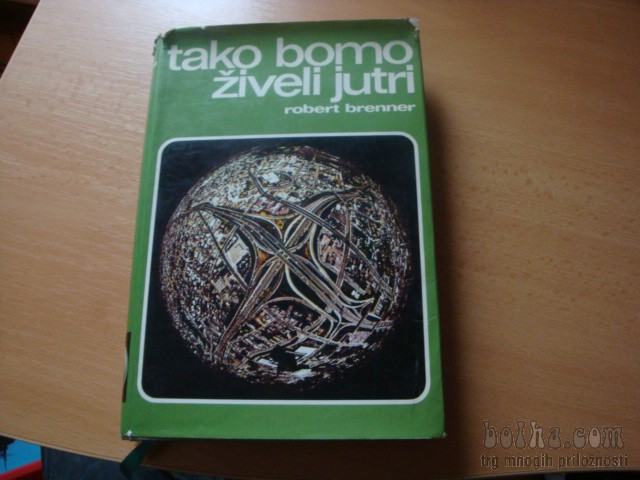 tako bomo
živeli jutri
robert brenner
bolha.com
trg mnogih priložnosti